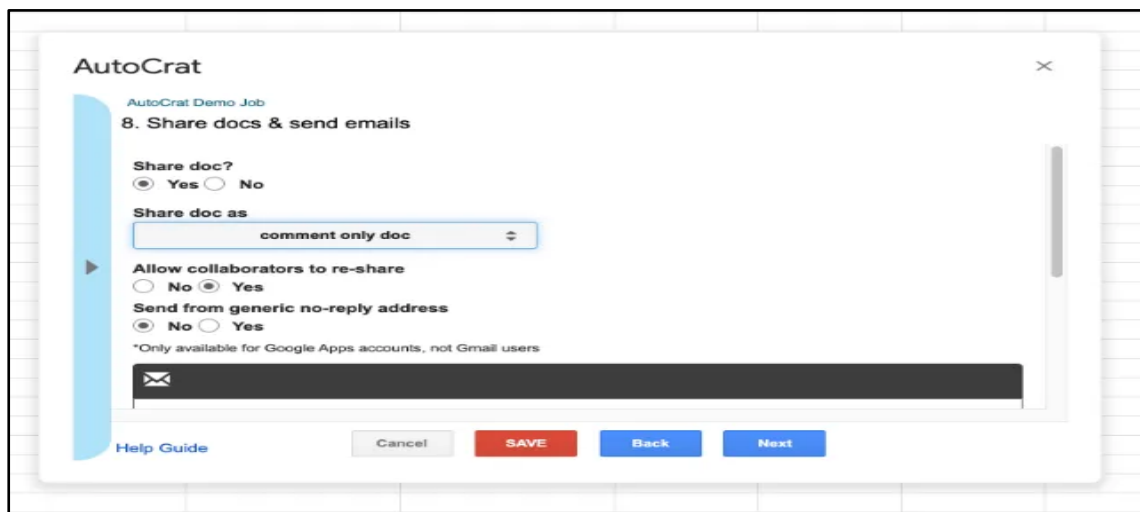 AutoCrat
AutoCrat Demo Job
8. Share docs & send emails
Share doc?
Yes No
Share doc as
comment only doc
Allow collaborators to re-share
No Yes
Send from generic no-reply address
No Yes
*Only available for Google Apps accounts, not Gmail users
Help Guide Cancel SAVE Back Next